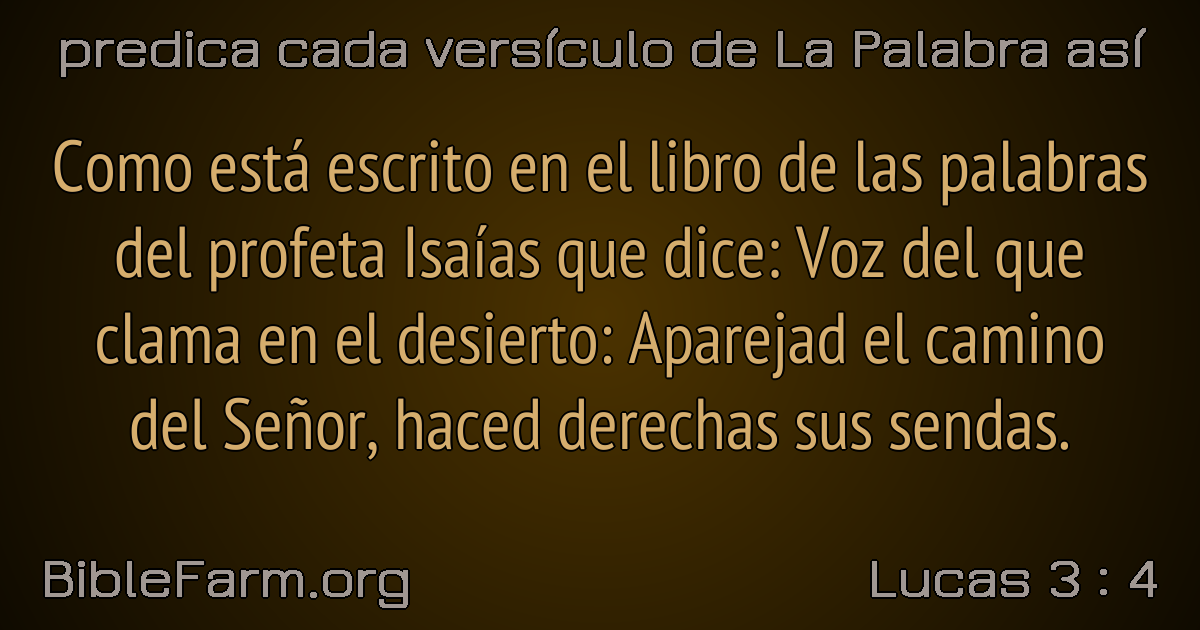 predica cada versículo de La Palabra así
Como está escrito en el libro de las palabras
del profeta Isaías que dice: Voz del que
clama en el desierto: Aparejad el camino
del Señor, haced derechas sus sendas.
BibleFarm.org
Lucas 3 : 4